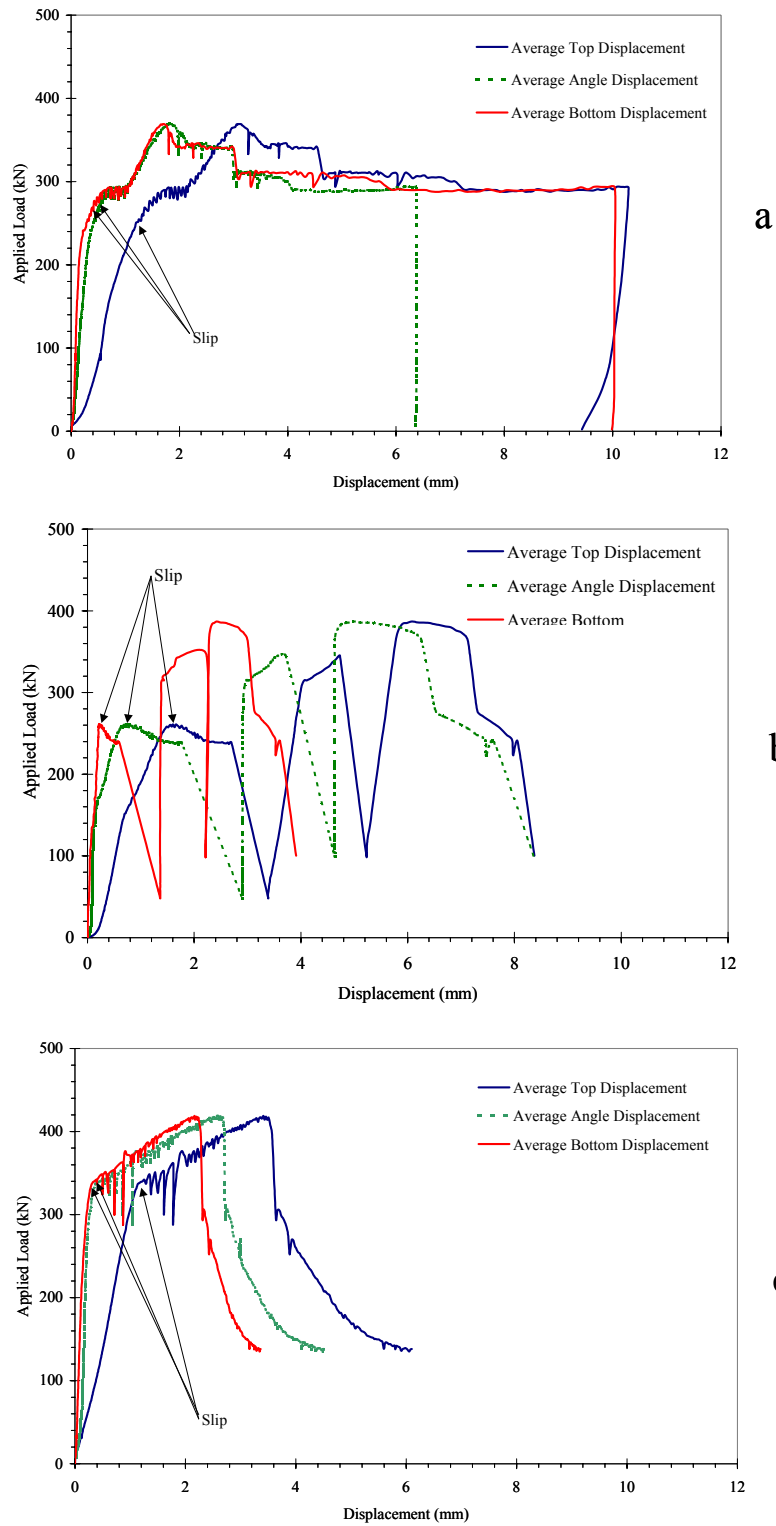 500
400
300
200
100
0
Applied Load (kN)
Average Top Displacement
Average Angle Displacement
Average Bottom Displacement
Slip
0 2 4 6 8 10 12
Displacement (mm)
a
500
400
300
200
100
0
Applied Load (kN)
Slip
Average Top Displacement
Average Angle Displacement
Average Bottom
0 2 4 6 8 10 12
Displacement (mm)
500
400
300
200
100
0
Applied Load (kN)
Average Top Displacement
Average Angle Displacement
Average Bottom Displacement
Slip
0 2 4 6 8 10 12
Displacement (mm)